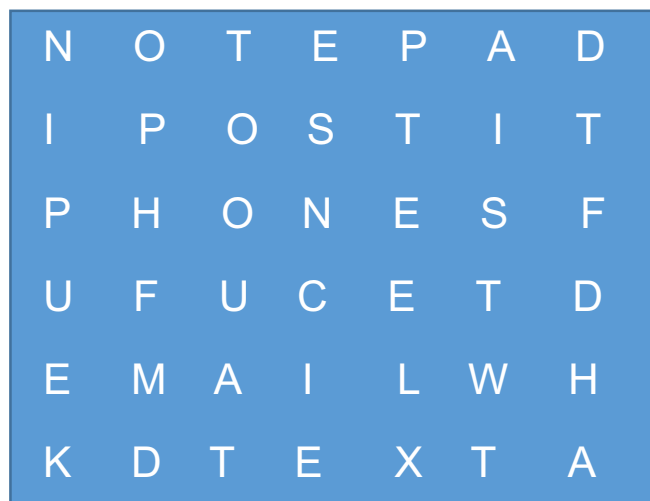 N O T E P A D
I P O S T I T
P H O N E S F
U F U C E T D
E M A I L W H
K D T E X T A